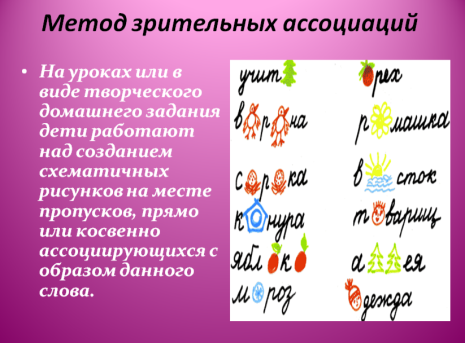 Метод зрительных ассоциаций
• На уроках или в
виде творческого
домашнего задания
дети работают
над созданием
схематичных
рисунков на месте
пропусков, прямо
или косвенно
ассоциирующихся с
образом данного
слова.
учит рех
в р на р машка
с р ка в сток
к нура т варищ
ябл к а ея
м роз дежда